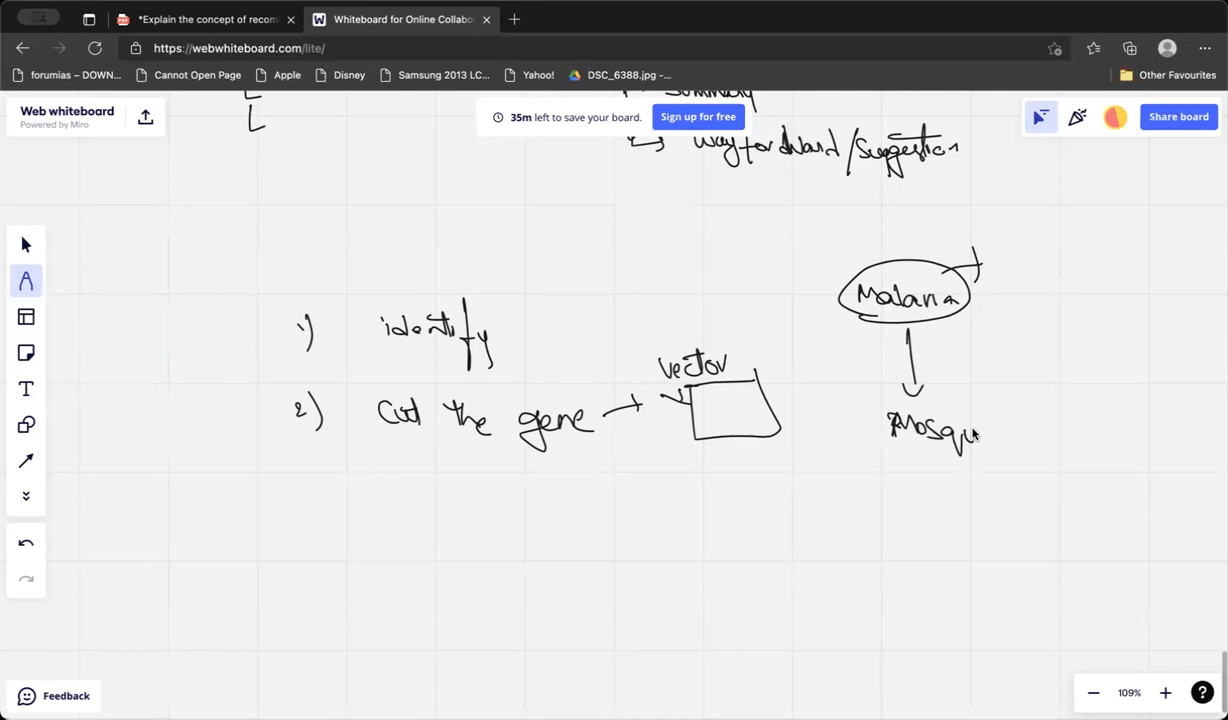 *Explain the concept of recom
Whiteboard for Online Collabo
https://webwhiteboard.com/lite/
forumias – DOWN... Cannot Open Page Apple Disney Samsung 2013 LC... Yahoo! DSC_6388.jpg -... Other Favourites
Web whiteboard
Powered by Miro
35m left to save your board. Sign up for free
Share board
Summary
Way forward/Suggestion
Malaria
1) identify
vector
2) Cut the gene
Mosqu
Feedback
109%